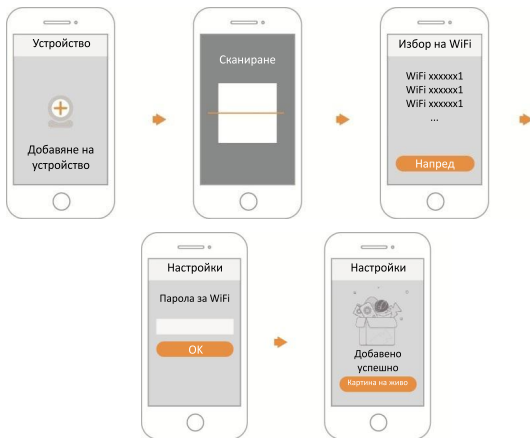 Устройство
Добавяне на
устройство
Сканиране
Избор на WiFi
WiFi xxxxxx1
WiFi xxxxxx1
WiFi xxxxxx1
...
Напред
Настройки
Парола за WiFi
OK
Настройки
Добавено
успешно
Картина на живо